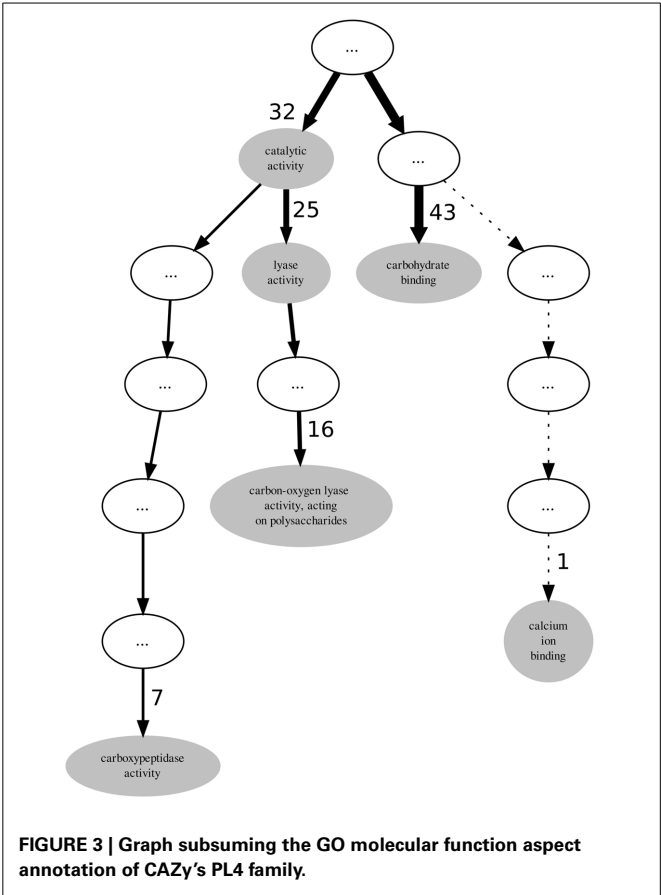 ...
32
catalytic
activity
...
25
43
...
lyase
activity
carbohydrate
binding
...
...
...
...
16
...
carbon-oxygen lyase
activity, acting
on polysaccharides
...
1
...
calcium
ion
binding
7
carboxypeptidase
activity
FIGURE 3 | Graph subsuming the GO molecular function aspect
annotation of CAZy's PL4 family.